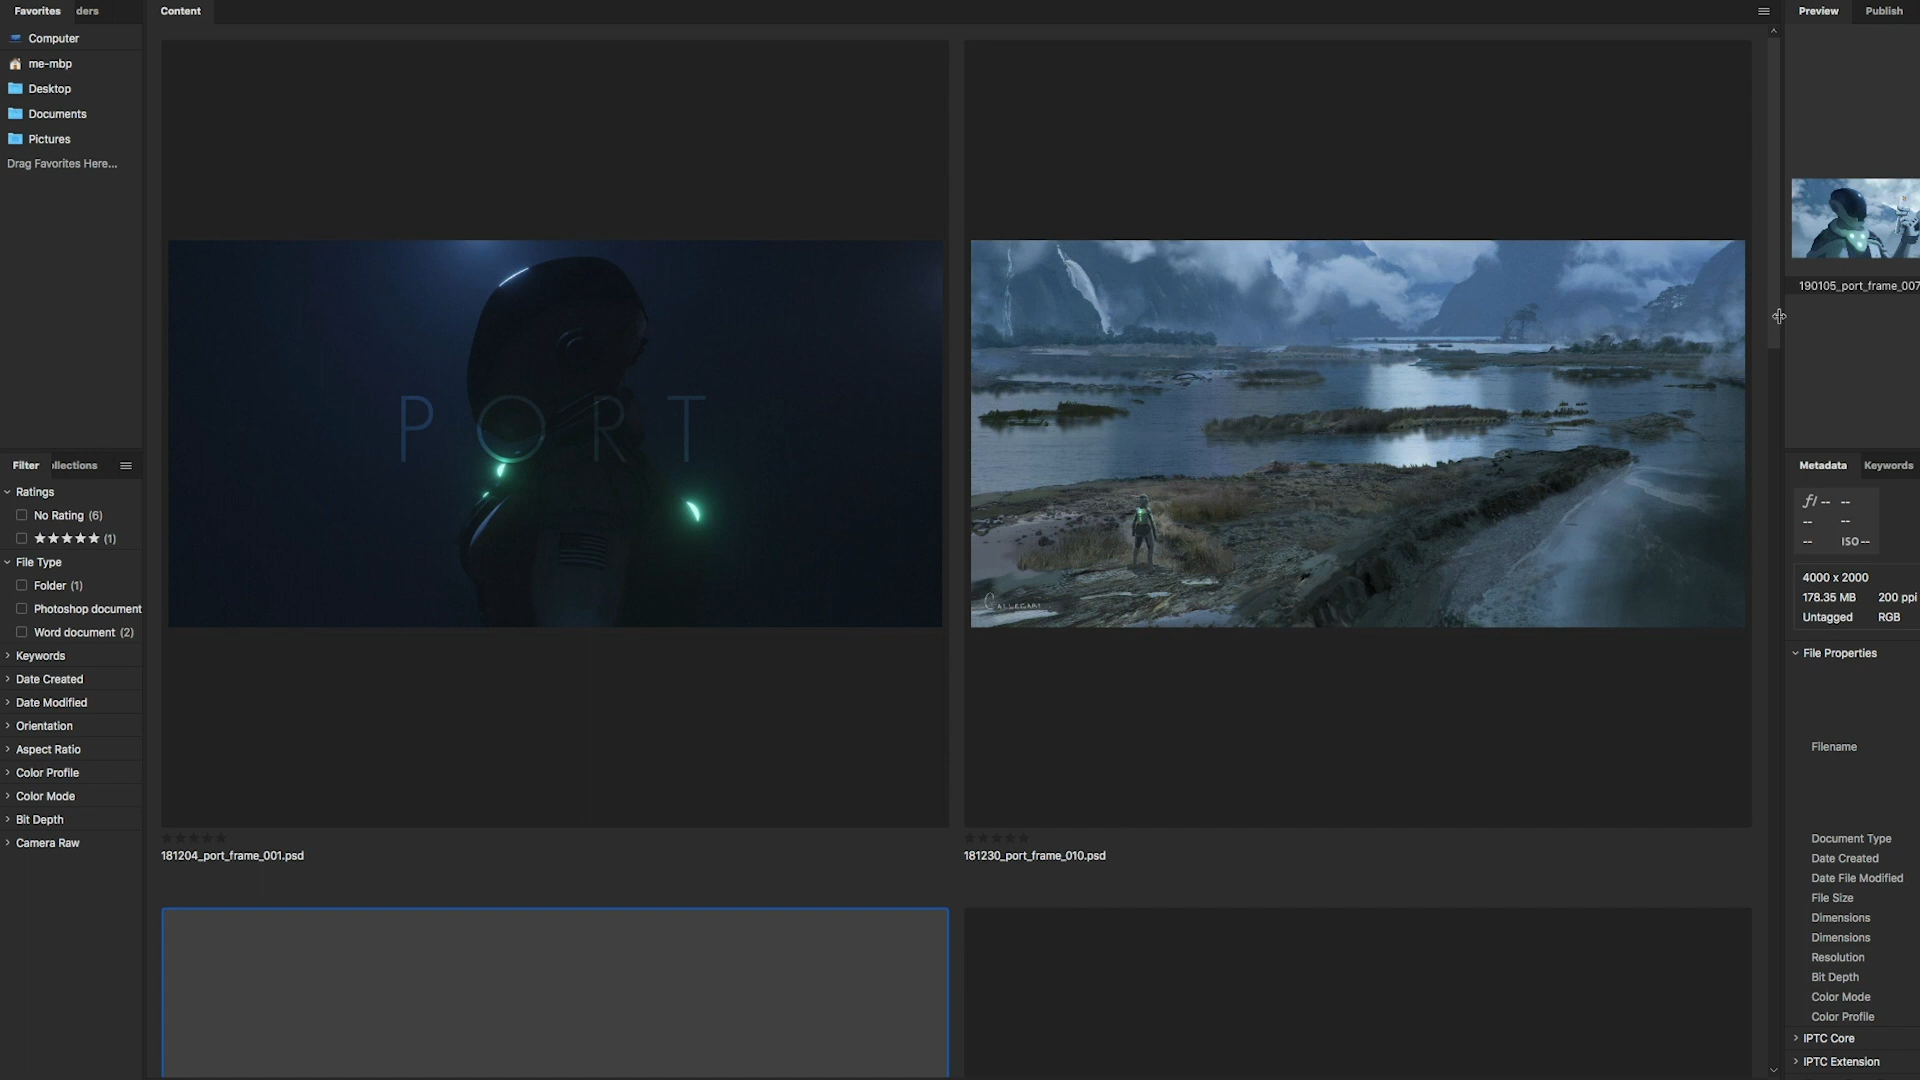 Favorites ders
Computer
me-mbp
Desktop
Documents
Pictures
Drag Favorites Here...
Filter llections
Ratings
No Rating (6)
★★★★★ (1)
File Type
Folder (1)
Photoshop document
Word document (2)
Keywords
Date Created
Date Modified
Orientation
Aspect Ratio
Color Profile
Color Mode
Bit Depth
Camera Raw
Content
PORT
181204_port_frame_001.psd
CALLEGARI
181230_port_frame_010.psd
Preview Publish
190105_port_frame_007
Metadata Keywords
f/ -- --
-- --
-- ISO --
4000 x 2000
178.35 MB 200 ppi
Untagged RGB
File Properties
Filename
Document Type
Date Created
Date File Modified
File Size
Dimensions
Dimensions
Resolution
Bit Depth
Color Mode
Color Profile
IPTC Core
IPTC Extension